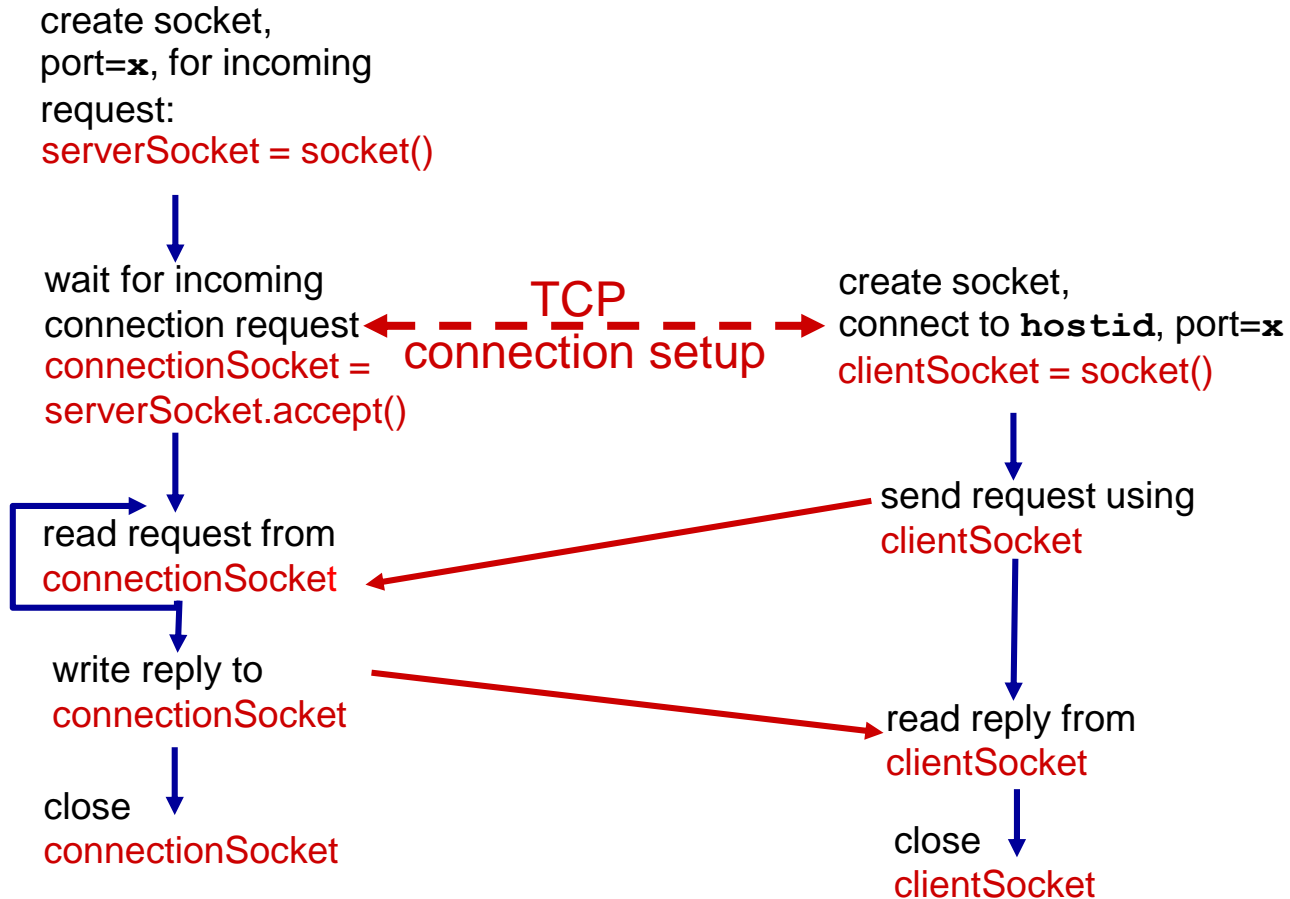 create socket,
port=x, for incoming
request:
serverSocket = socket()
wait for incoming
connection request
connectionSocket =
serverSocket.accept()
TCP
connection setup
create socket,
connect to hostid, port=x
clientSocket = socket()
read request from
connectionSocket
send request using
clientSocket
write reply to
connectionSocket
read reply from
clientSocket
close
connectionSocket
close
clientSocket